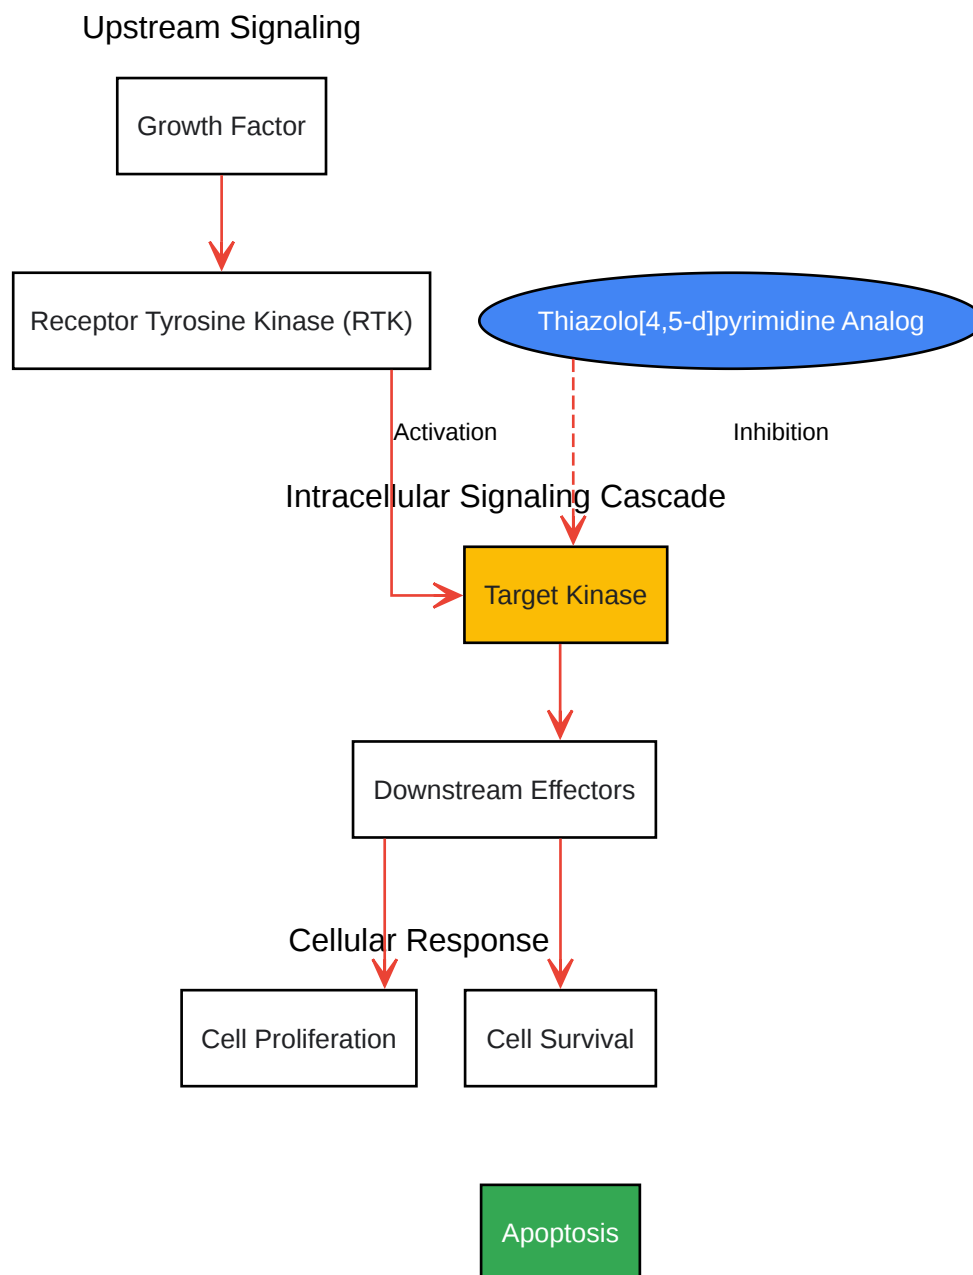 Upstream Signaling
Growth Factor
Receptor Tyrosine Kinase (RTK)
Thiazolo[4,5-d]pyrimidine Analog
Activation
Inhibition
Intracellular Signaling Cascade
Target Kinase
Downstream Effectors
Cellular Response
Cell Proliferation
Cell Survival
Apoptosis